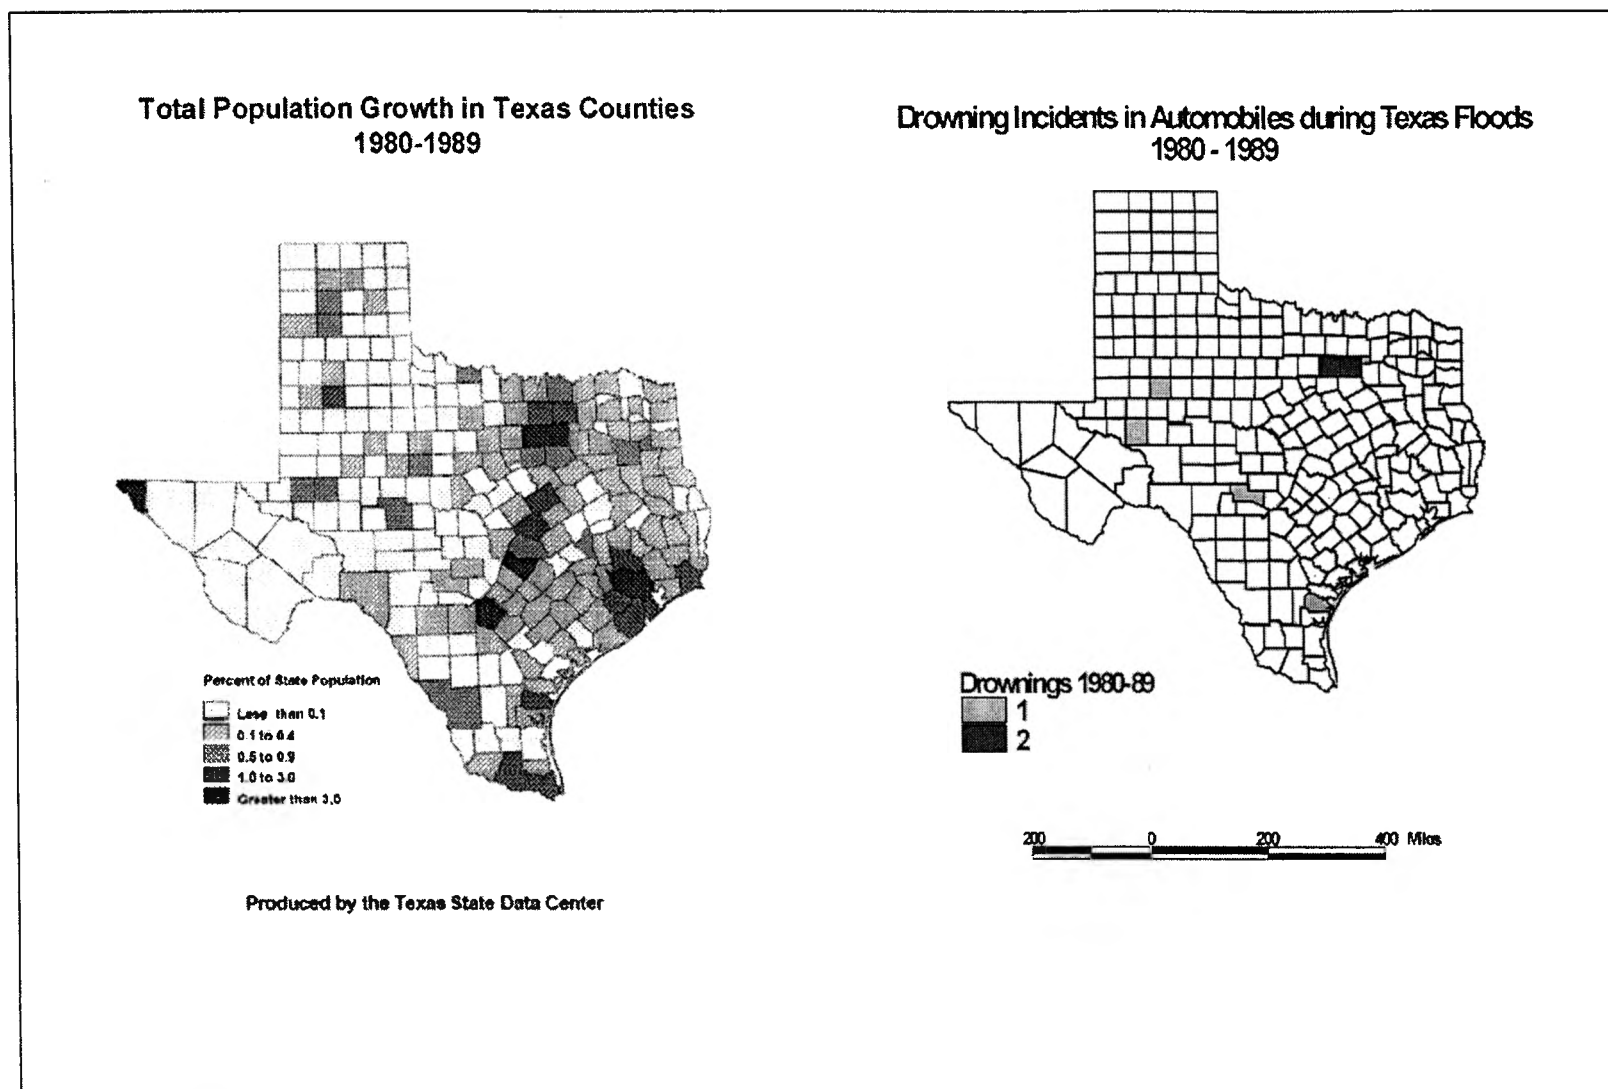 Total Population Growth in Texas Counties
1980-1989
Percent of State Population
Less than 0.1
0.1 to 0.4
0.5 to 0.9
1.0 to 3.0
Greater than 3.0
Produced by the Texas State Data Center
Drowning Incidents in Automobiles during Texas Floods
1980 - 1989
Drownings 1980-89
1
2
200 0 200 400 Miles